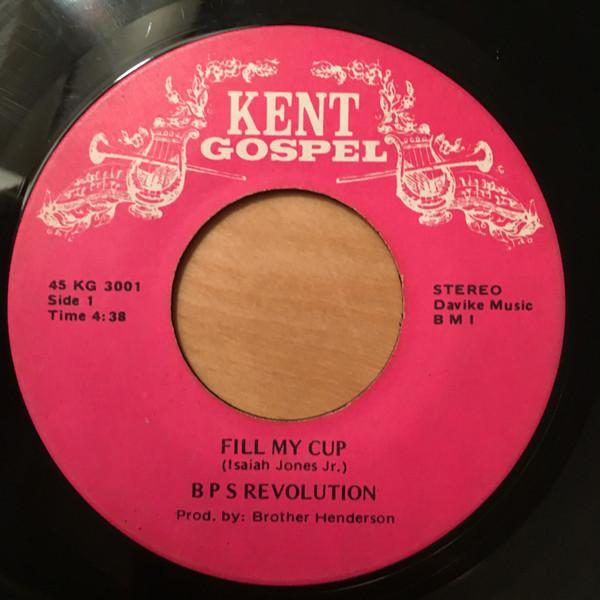 KENT
GOSPEL
45 KG 3001
Side 1
Time 4:38
STEREO
Davike Music
B M I
FILL MY CUP
(Isaiah Jones Jr.)
B P S REVOLUTION
Prod. by: Brother Henderson